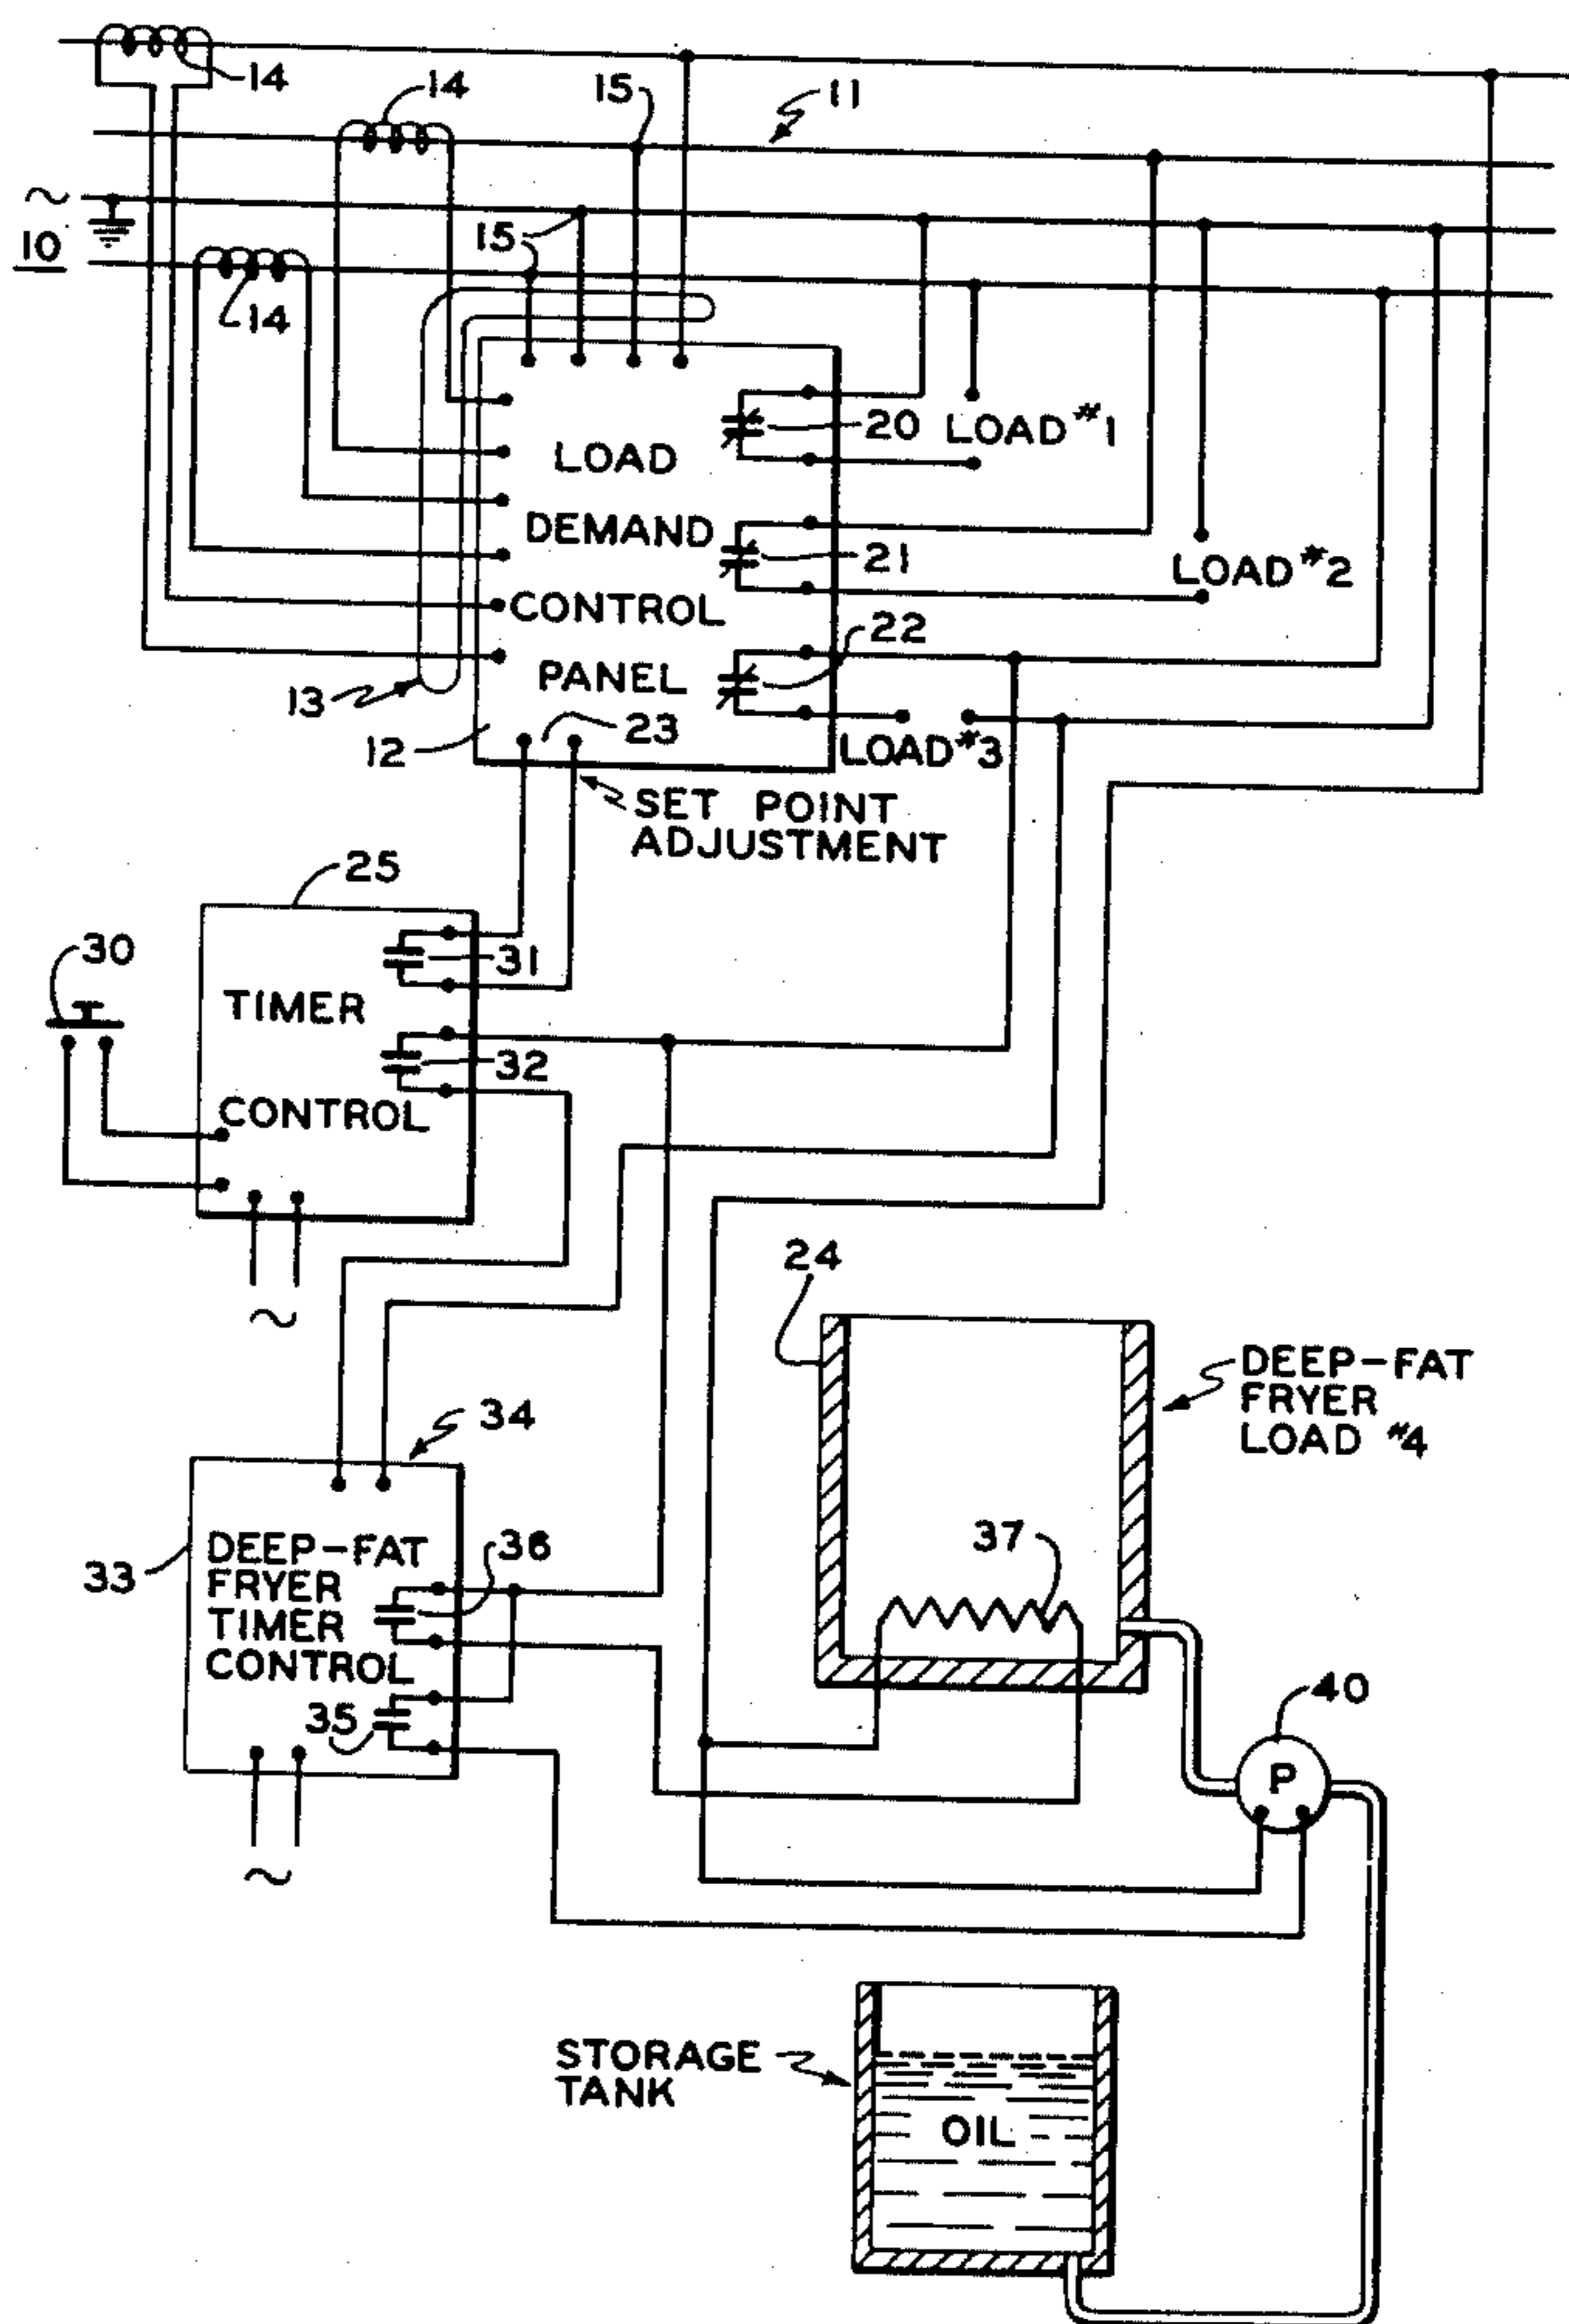 14
14
15
11
~
15
10
14
20
LOAD #1
LOAD
DEMAND
21
LOAD #2
CONTROL
22
PANEL
13
23
12
LOAD #3
SET POINT
ADJUSTMENT
25
30
31
TIMER
32
CONTROL
24
~
DEEP-FAT
FRYER
LOAD #4
34
36
37
33
DEEP-FAT
FRYER
TIMER
CONTROL
35
40
P
~
STORAGE
TANK
OIL